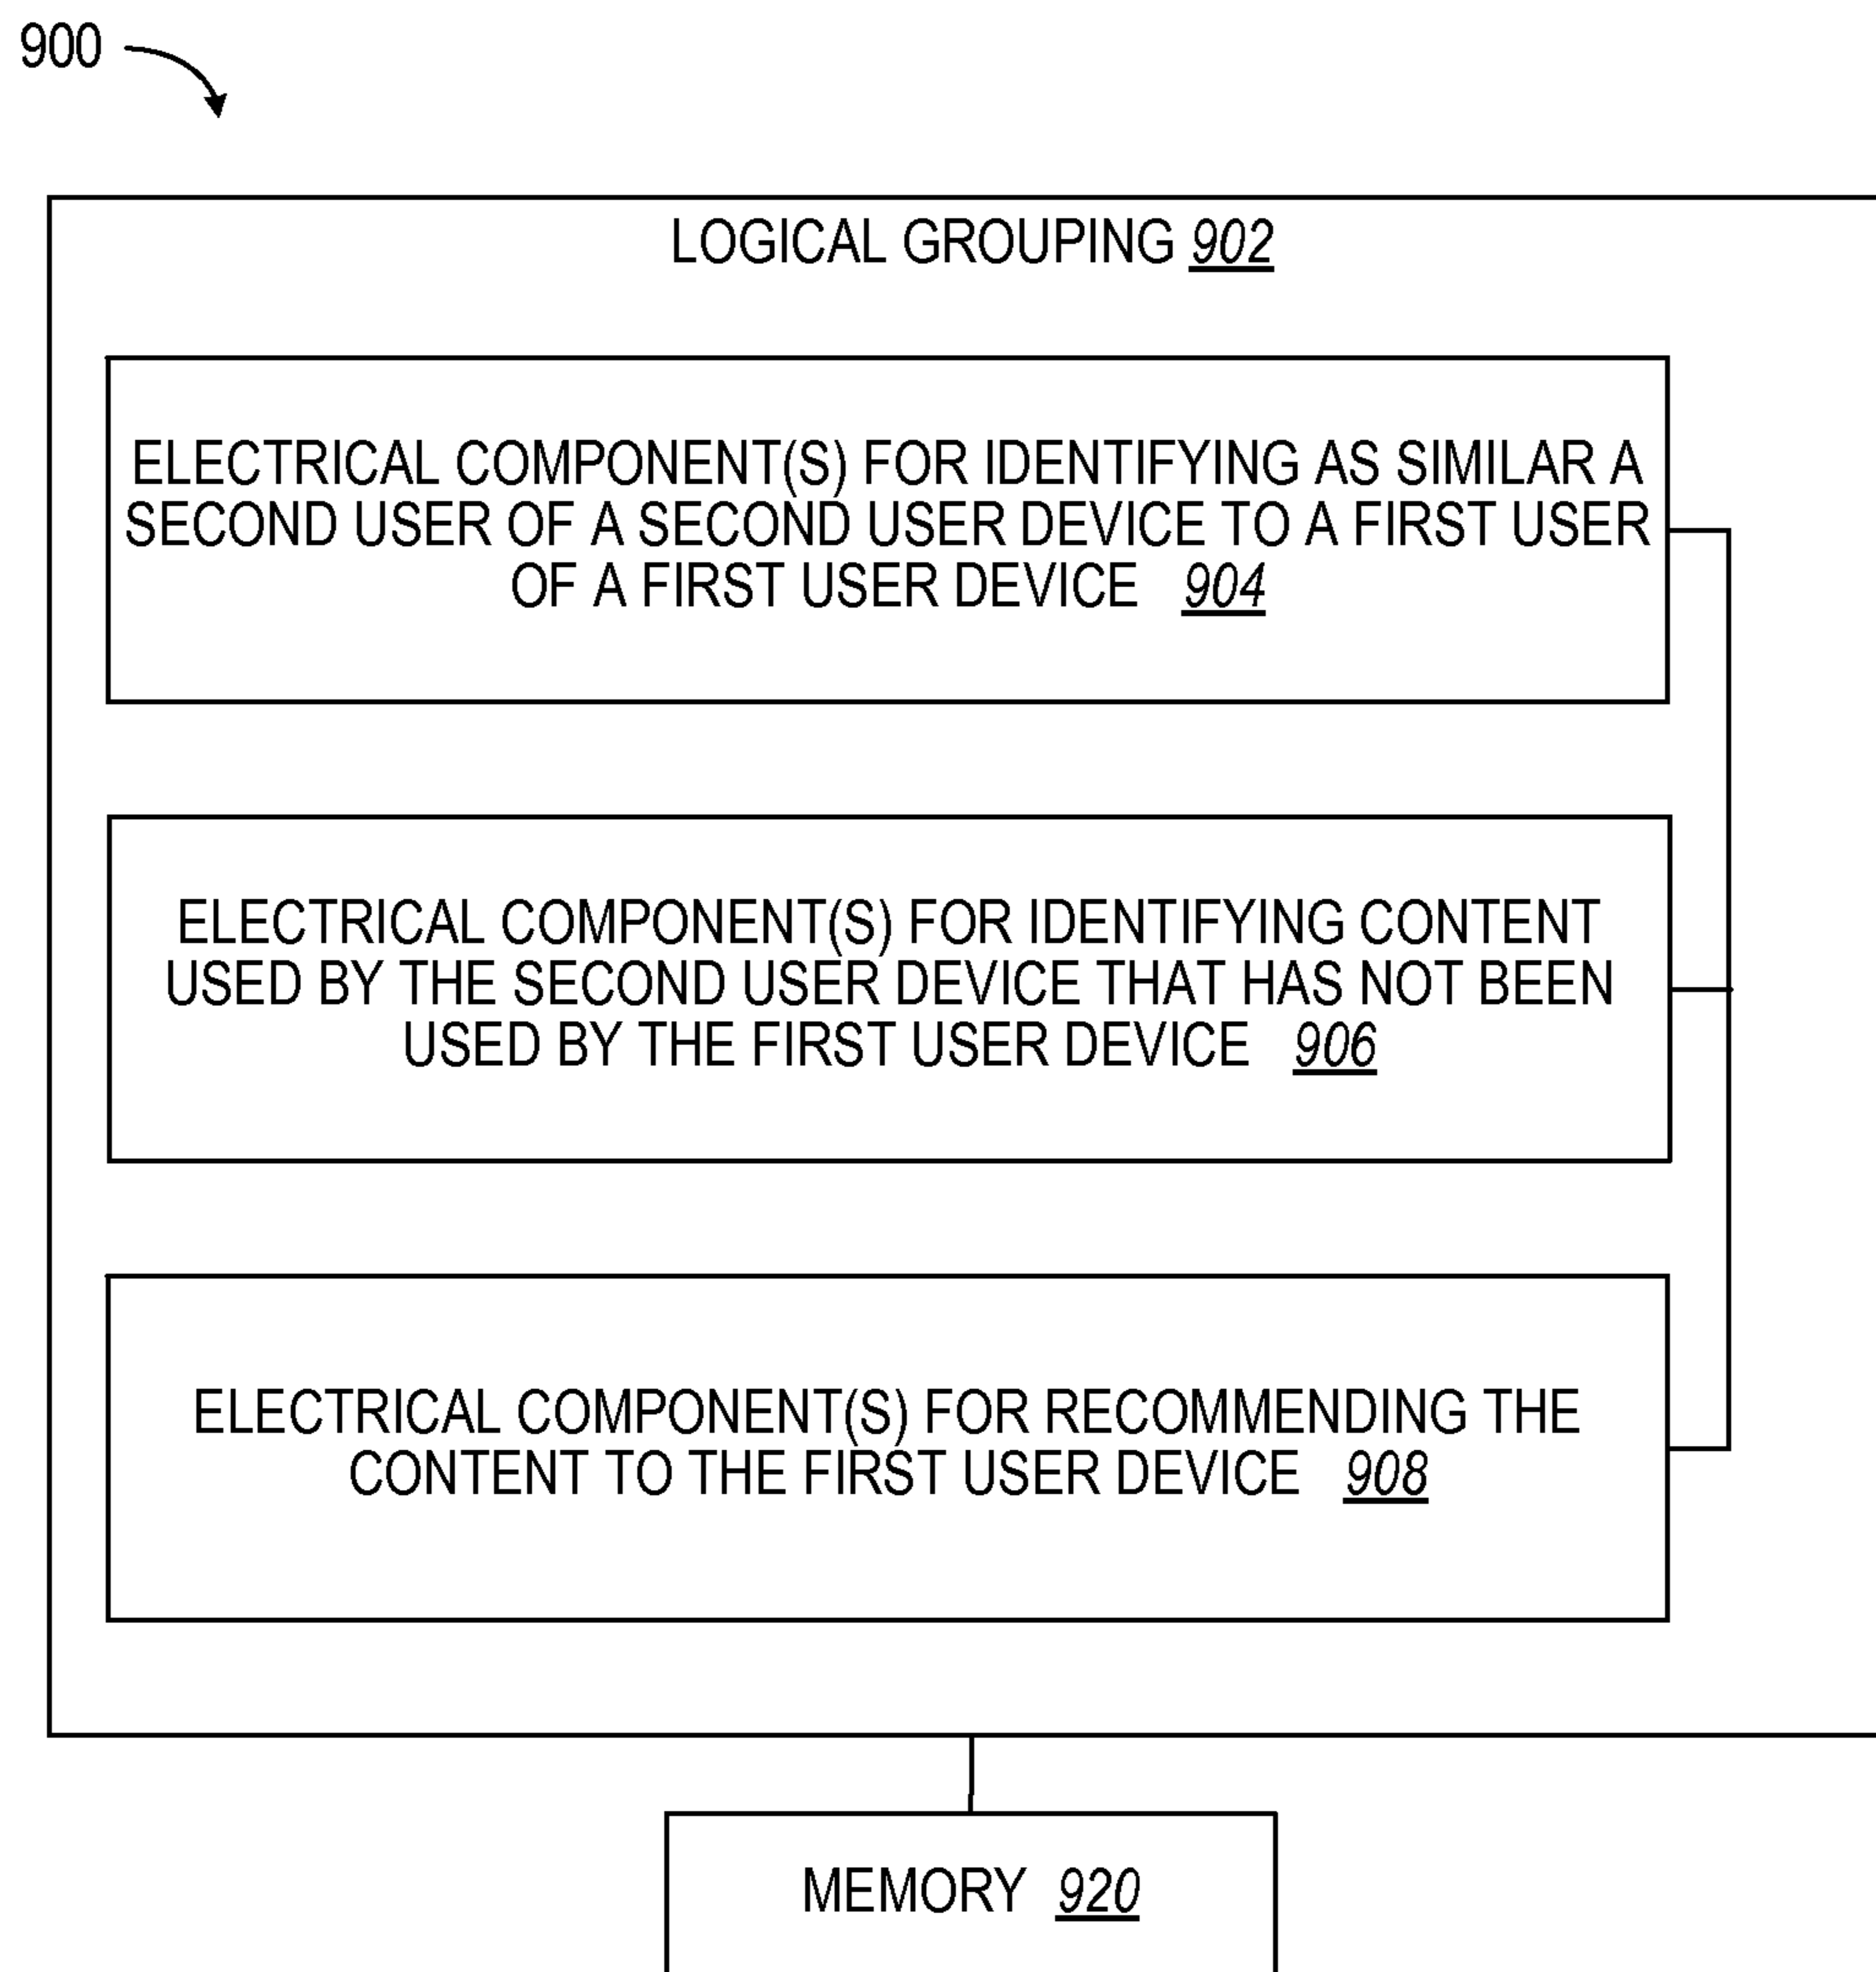 900
LOGICAL GROUPING 902
ELECTRICAL COMPONENT(S) FOR IDENTIFYING AS SIMILAR A
SECOND USER OF A SECOND USER DEVICE TO A FIRST USER
OF A FIRST USER DEVICE 904
ELECTRICAL COMPONENT(S) FOR IDENTIFYING CONTENT
USED BY THE SECOND USER DEVICE THAT HAS NOT BEEN
USED BY THE FIRST USER DEVICE 906
ELECTRICAL COMPONENT(S) FOR RECOMMENDING THE
CONTENT TO THE FIRST USER DEVICE 908
MEMORY 920